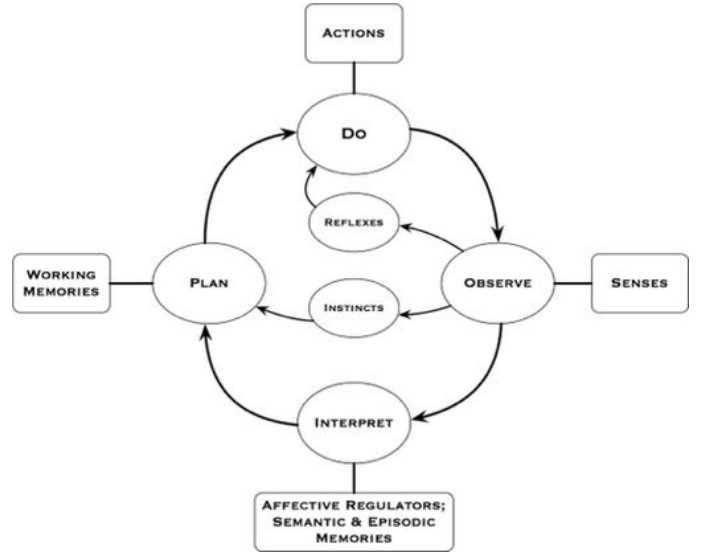 ACTIONS
DO
REFLEXES
WORKING
MEMORIES
PLAN
OBSERVE
SENSES
INSTINCTS
INTERPRET
AFFECTIVE REGULATORS;
SEMANTIC & EPISODIC
MEMORIES